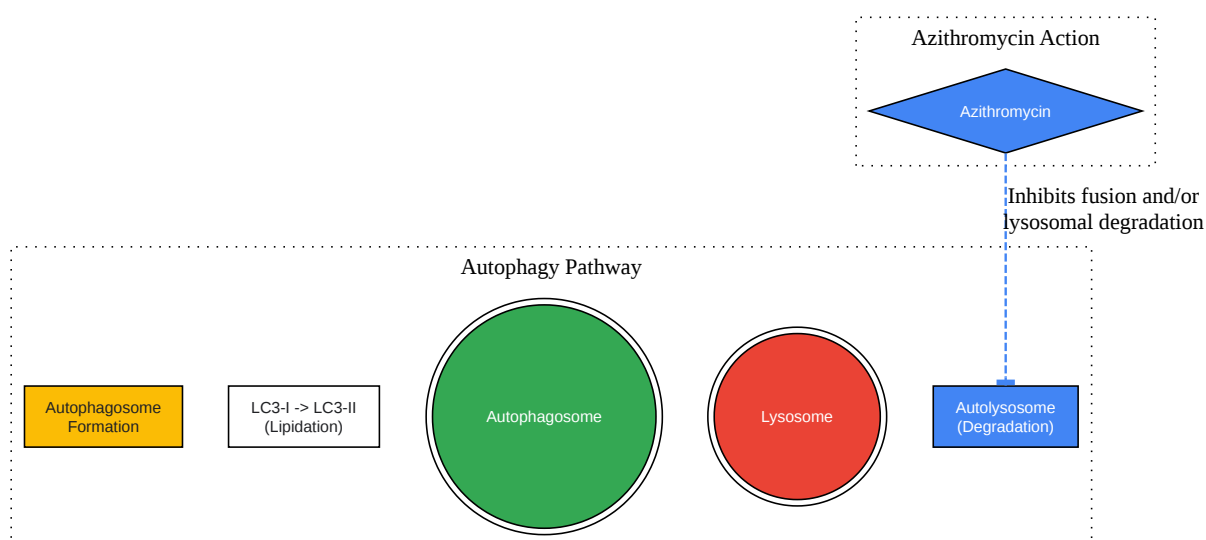 Azithromycin Action
Azithromycin
Inhibits fusion and/or
lysosomal degradation
Autophagy Pathway
Autophagosome
Formation
LC3-I -> LC3-II
(Lipidation)
Autophagosome
Lysosome
Autolysosome
(Degradation)